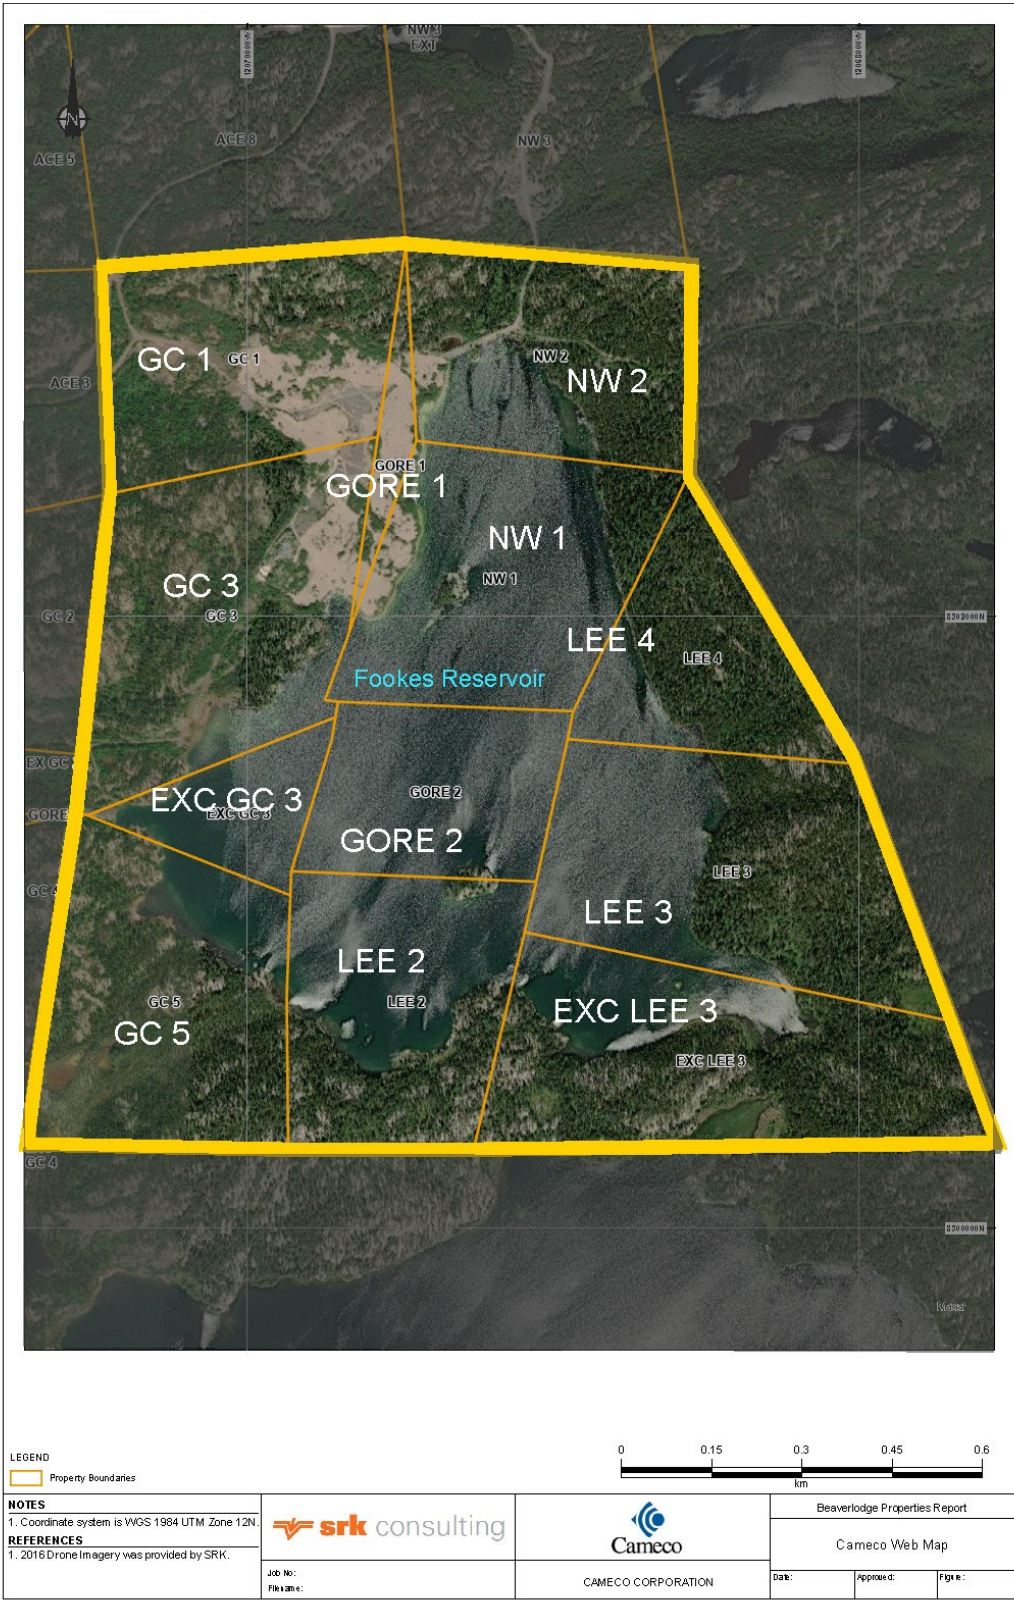 NW 3
EXT
ACE 8
NW 3
ACE 5
GC 1
GC 1
NW 2
NW 2
ACE 3
GORE 1
GORE 1
NW 1
NW 1
GC 3
GC 3
GC 2
8302000N
LEE 4
LEE 4
Fookes Reservoir
EX GC
GORE
EXC GC 3
EXC GC 3
GORE 2
GORE 2
LEE 3
LEE 3
LEE 2
LEE 2
GC 5
GC 5
EXC LEE 3
EXC LEE 3
GC 4
8300000N
Maxar
LEGEND
Property Boundaries
0 0.15 0.3 0.45 0.6
km
NOTES
1. Coordinate system is WGS 1984 UTM Zone 12N.
REFERENCES
1. 2016 Drone Imagery was provided by SRK.
srk consulting
Job No:
Filename:
Cameco
CAMECO CORPORATION
Beaverlodge Properties Report
Cameco Web Map
Date: Approved: Figure: